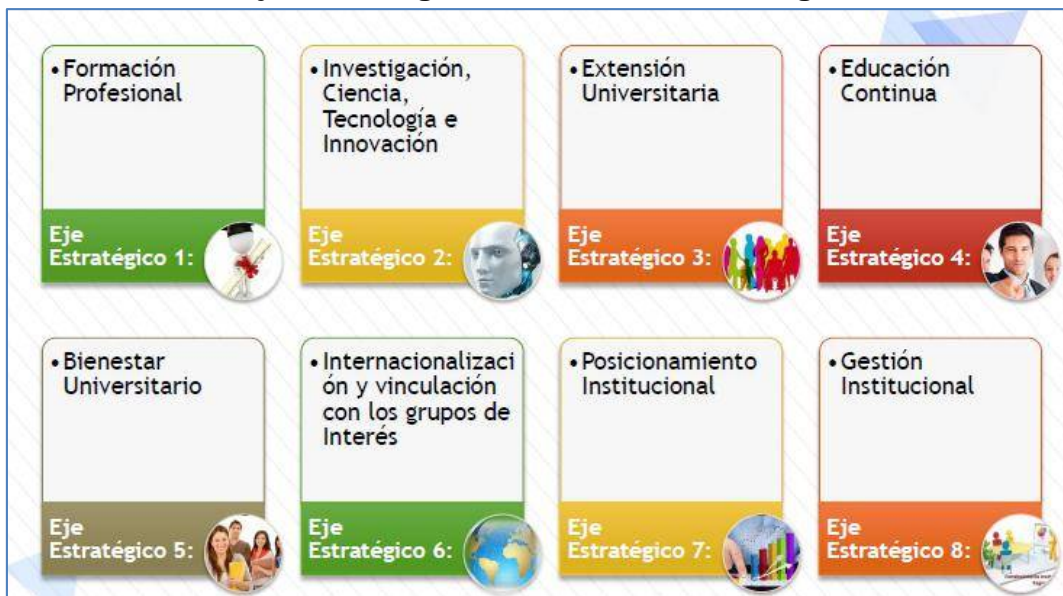 • Formación
Profesional
Eje
Estratégico 1:
• Investigación,
Ciencia,
Tecnología e
Innovación
Eje
Estratégico 2:
• Extensión
Universitaria
Eje
Estratégico 3:
• Educación
Continua
Eje
Estratégico 4:
• Bienestar
Universitario
Eje
Estratégico 5:
• Internacionalizaci
ón y vinculación
con los grupos de
Interés
Eje
Estratégico 6:
• Posicionamiento
Institucional
Eje
Estratégico 7:
• Gestión
Institucional
Eje
Estratégico 8: